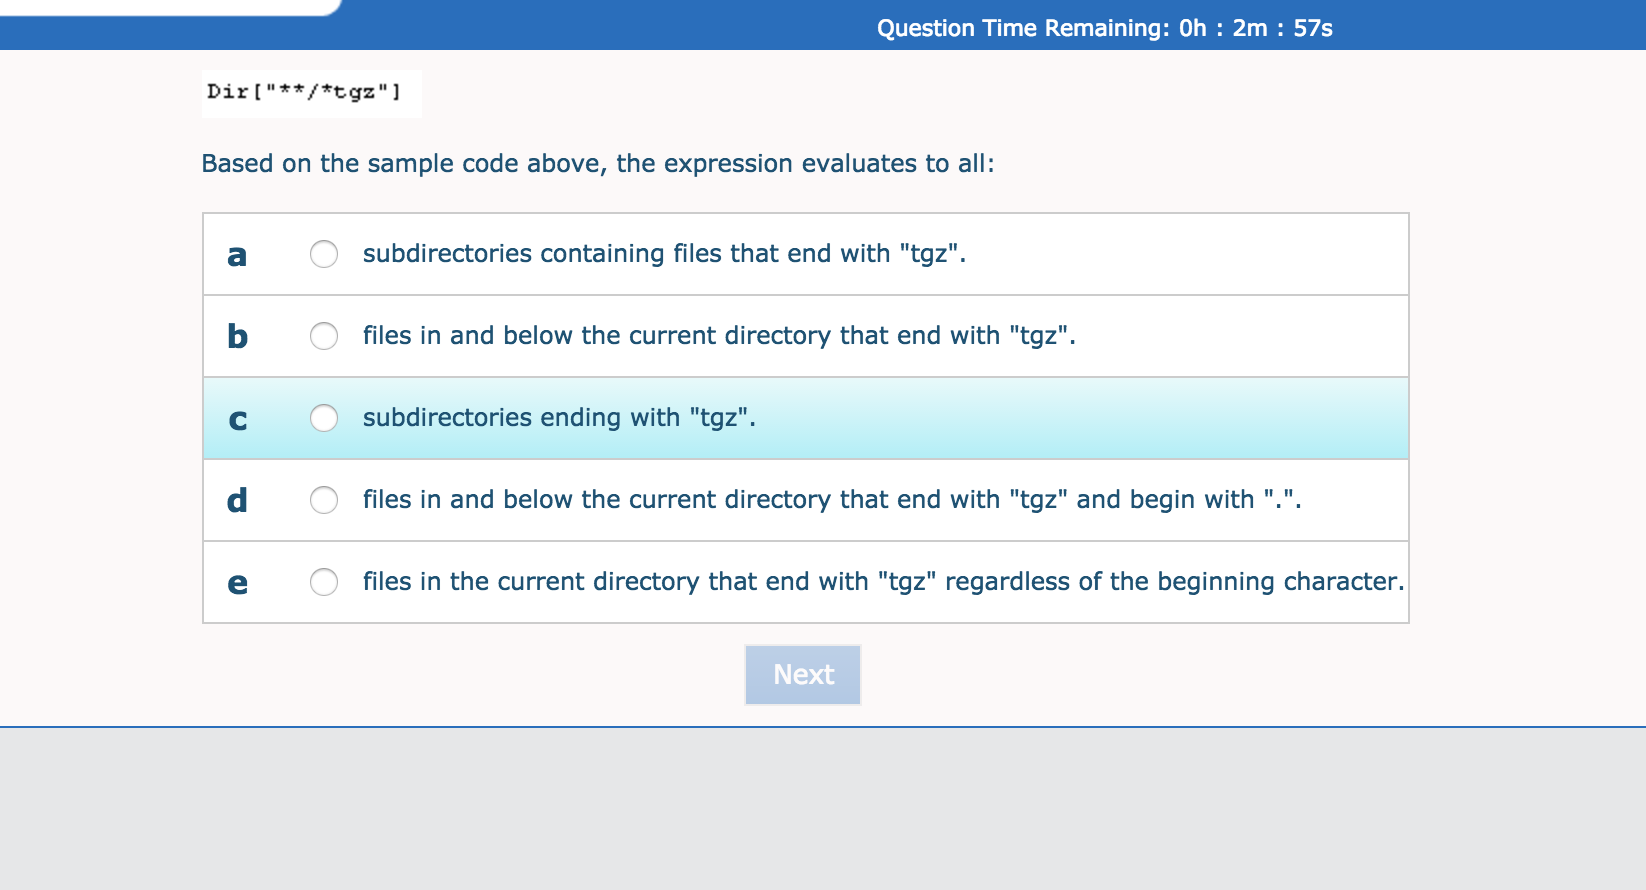 Question Time Remaining: 0h : 2m : 57s
Dir["**/*tgz"]
Based on the sample code above, the expression evaluates to all:
a subdirectories containing files that end with "tgz".
b files in and below the current directory that end with "tgz".
c subdirectories ending with "tgz".
d files in and below the current directory that end with "tgz" and begin with ".".
e files in the current directory that end with "tgz" regardless of the beginning character.
Next